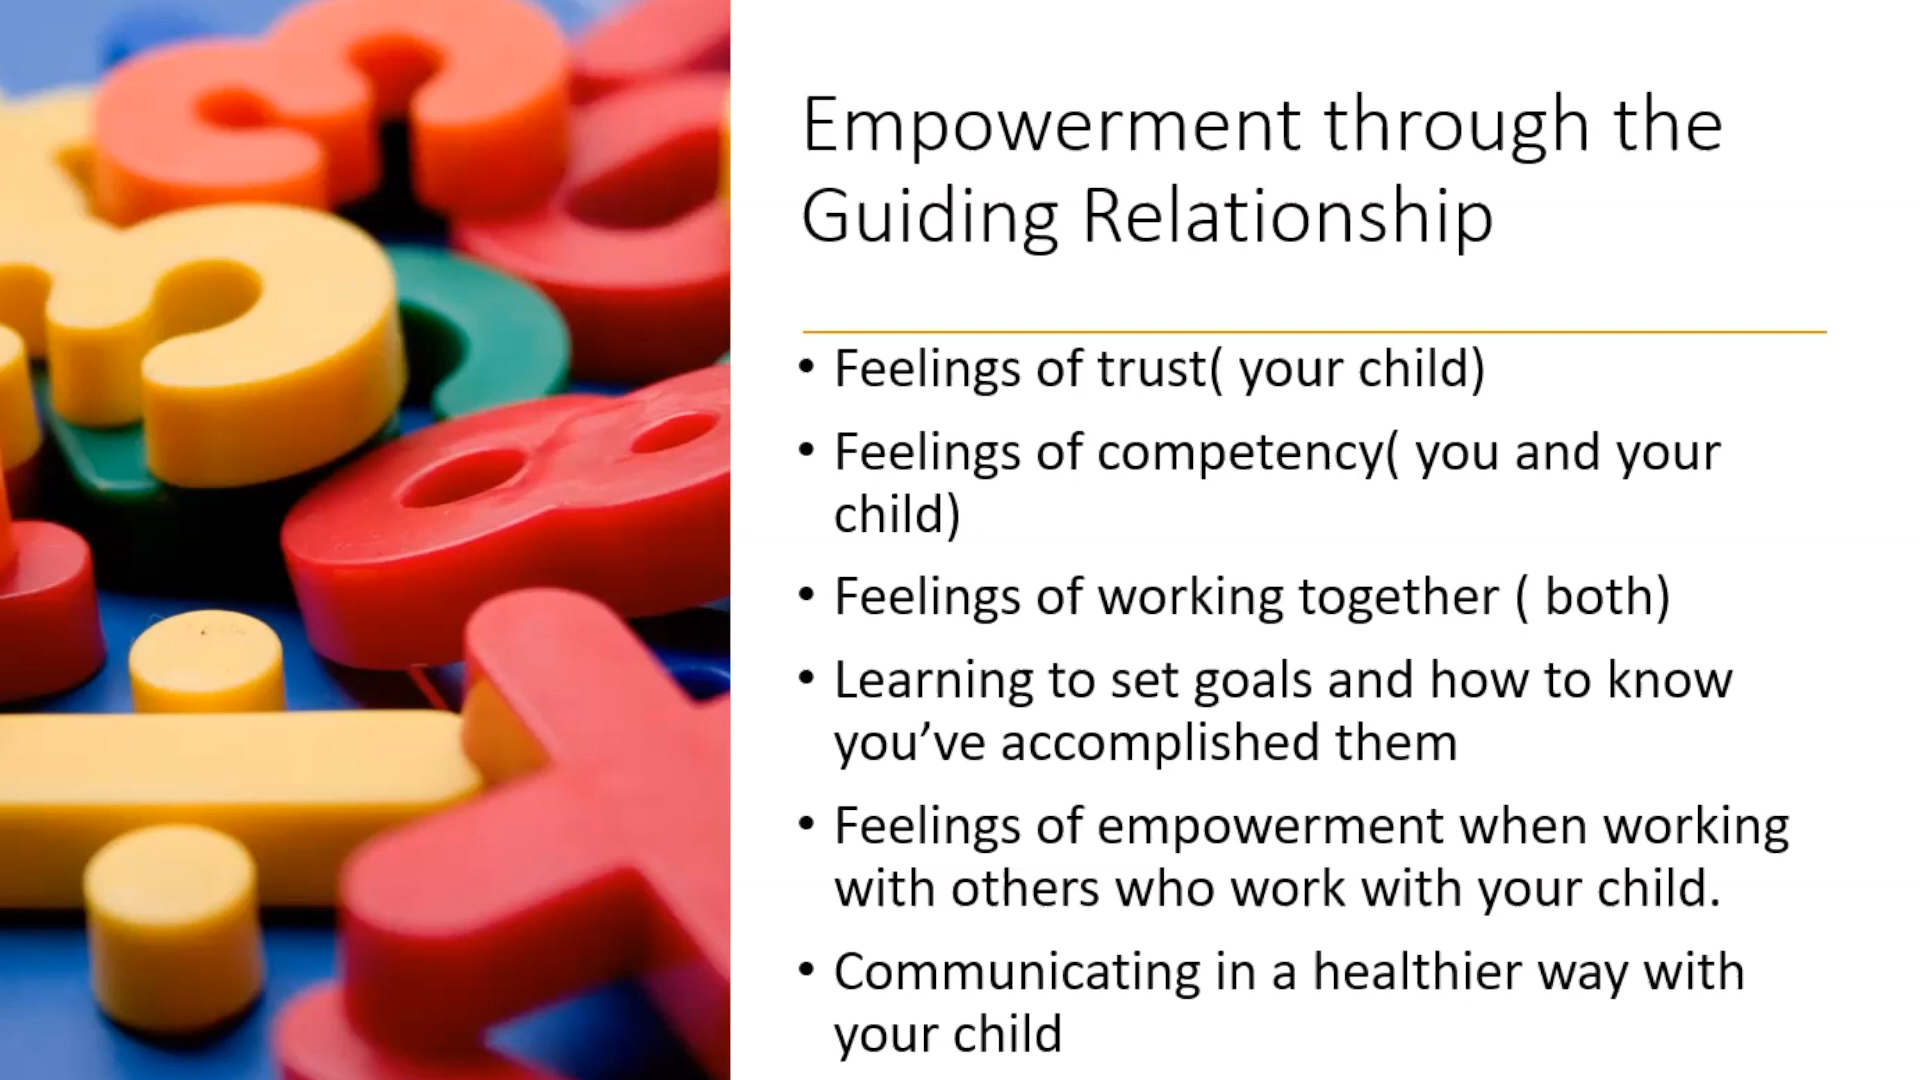 Empowerment through the
Guiding Relationship
• Feelings of trust( your child)
• Feelings of competency( you and your
child)
• Feelings of working together ( both)
• Learning to set goals and how to know
you’ve accomplished them
• Feelings of empowerment when working
with others who work with your child.
• Communicating in a healthier way with
your child